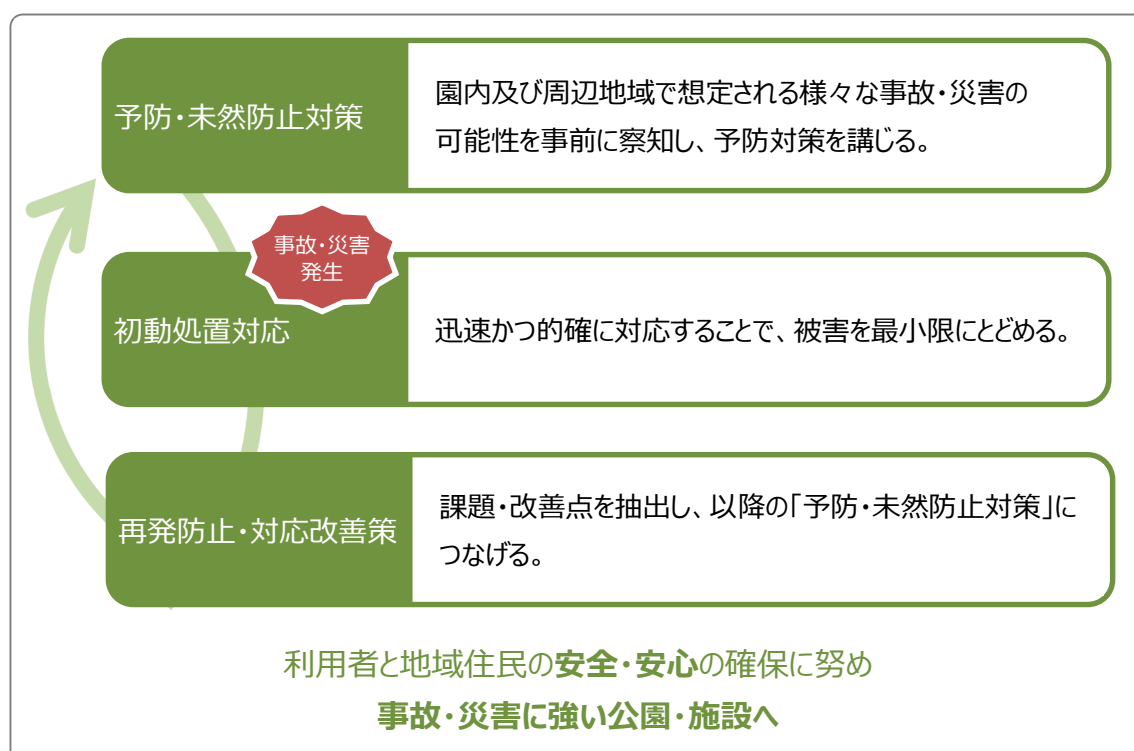 予防・未然防止対策
園内及び周辺地域で想定される様々な事故・災害の
可能性を事前に察知し、予防対策を講じる。
事故・災害
発生
初動処置対応
迅速かつ的確に対応することで、被害を最小限にとどめる。
再発防止・対応改善策
課題・改善点を抽出し、以降の「予防・未然防止対策」に
つなげる。
利用者と地域住民の安全・安心の確保に努め
事故・災害に強い公園・施設へ